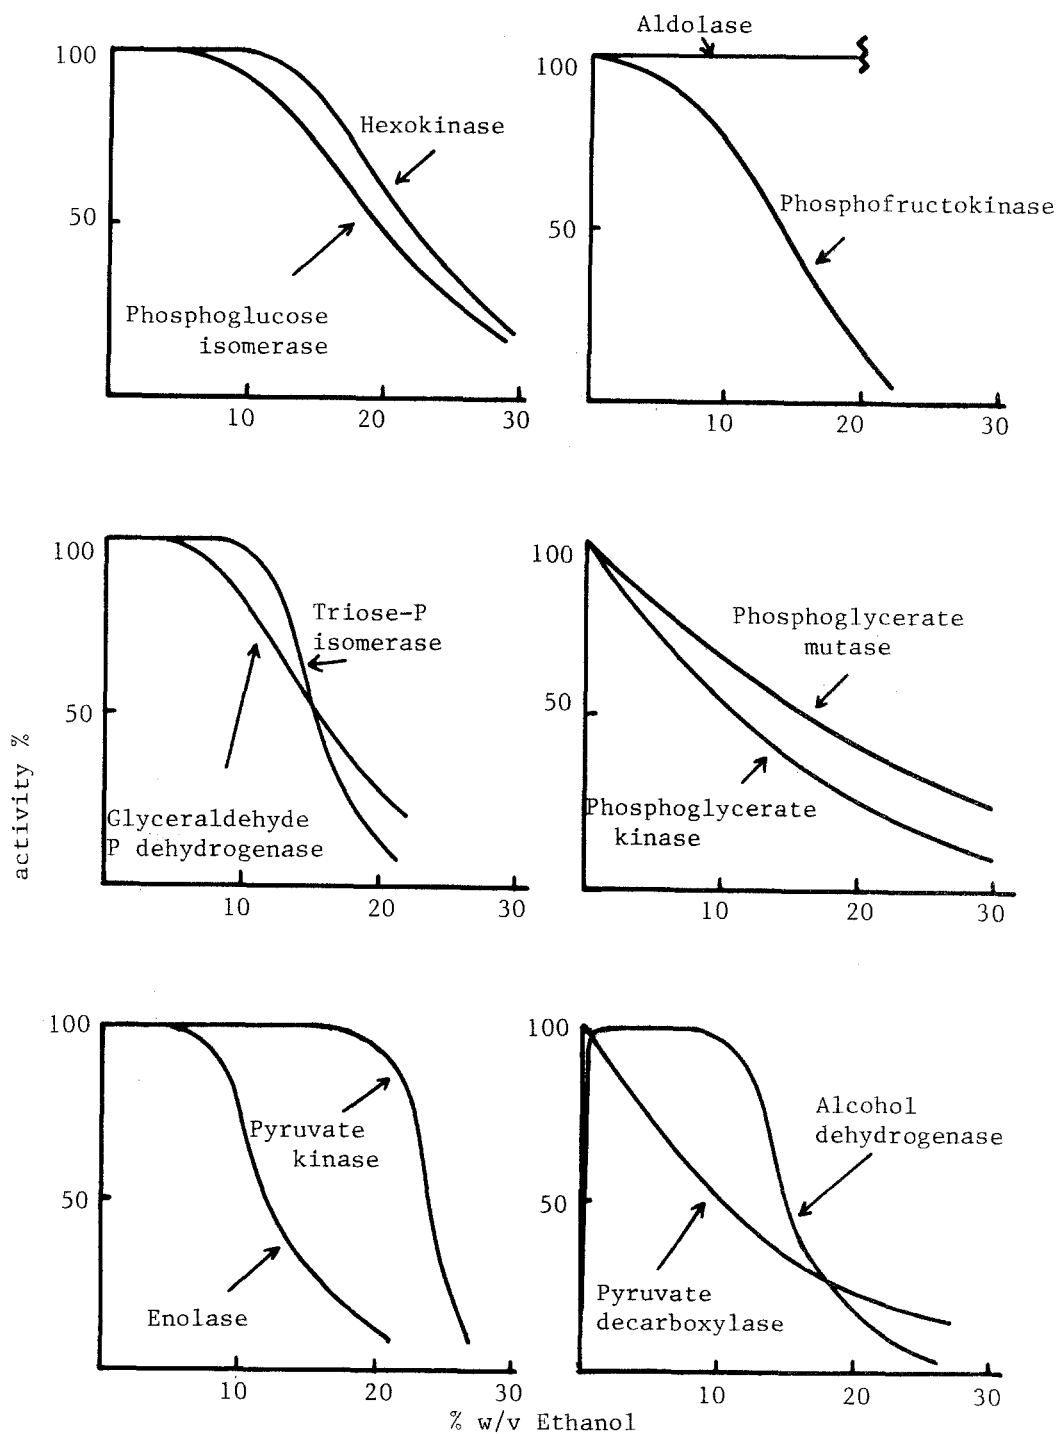 100
50
Hexokinase
Phosphoglucose
isomerase
10 20 30
Aldolase
100
50
Phosphofructokinase
10 20 30
100
50
Triose-P
isomerase
Glyceraldehyde
P dehydrogenase
10 20 30
100
50
Phosphoglycerate
mutase
Phosphoglycerate
kinase
10 20 30
activity %
100
50
Pyruvate
kinase
Enolase
10 20 30
100
50
Alcohol
dehydrogenase
Pyruvate
decarboxylase
10 20 30
% w/v Ethanol